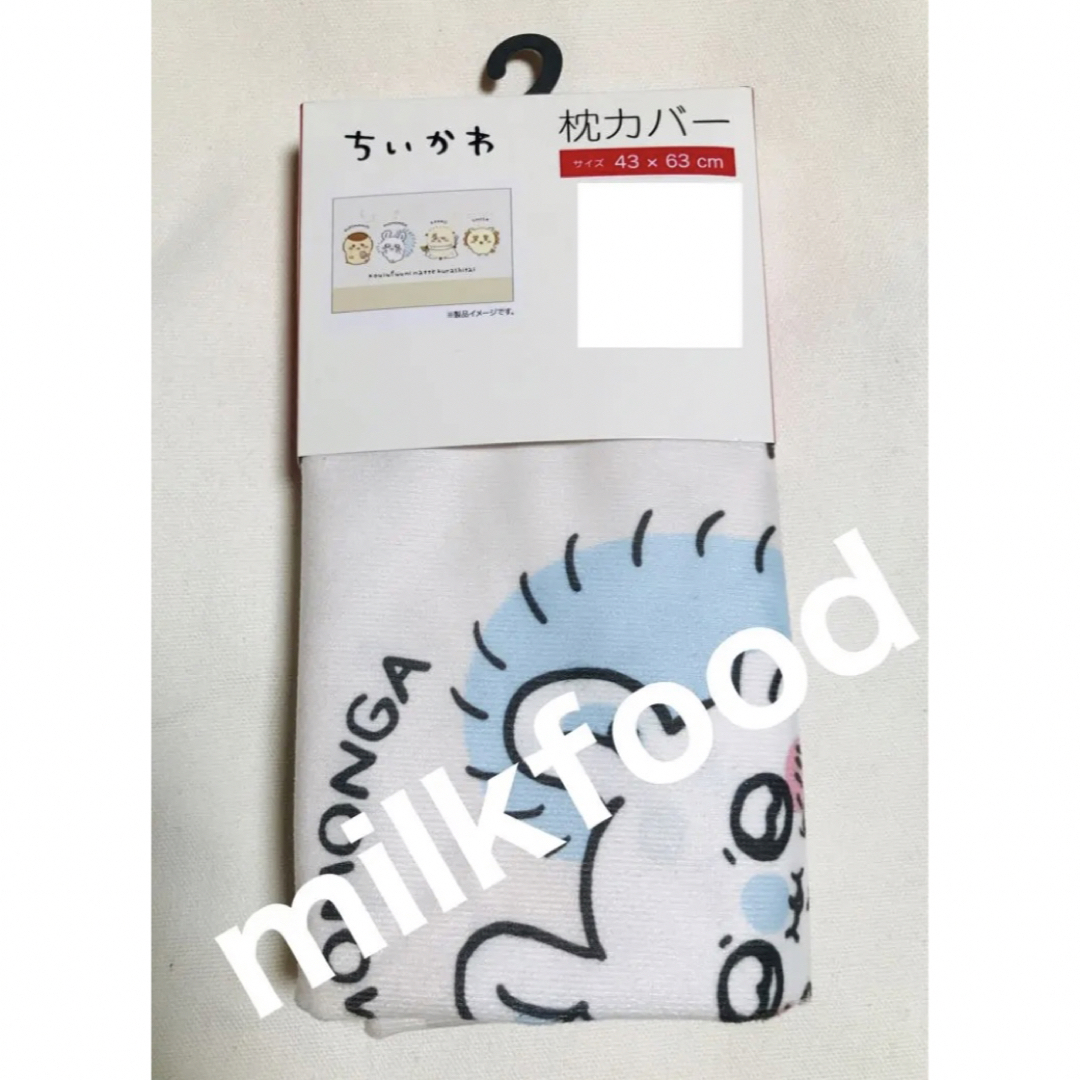 ちいかわ
枕カバー
サイズ 43 × 63 cm
※製品イメージです。
MOMONGA
milkfood